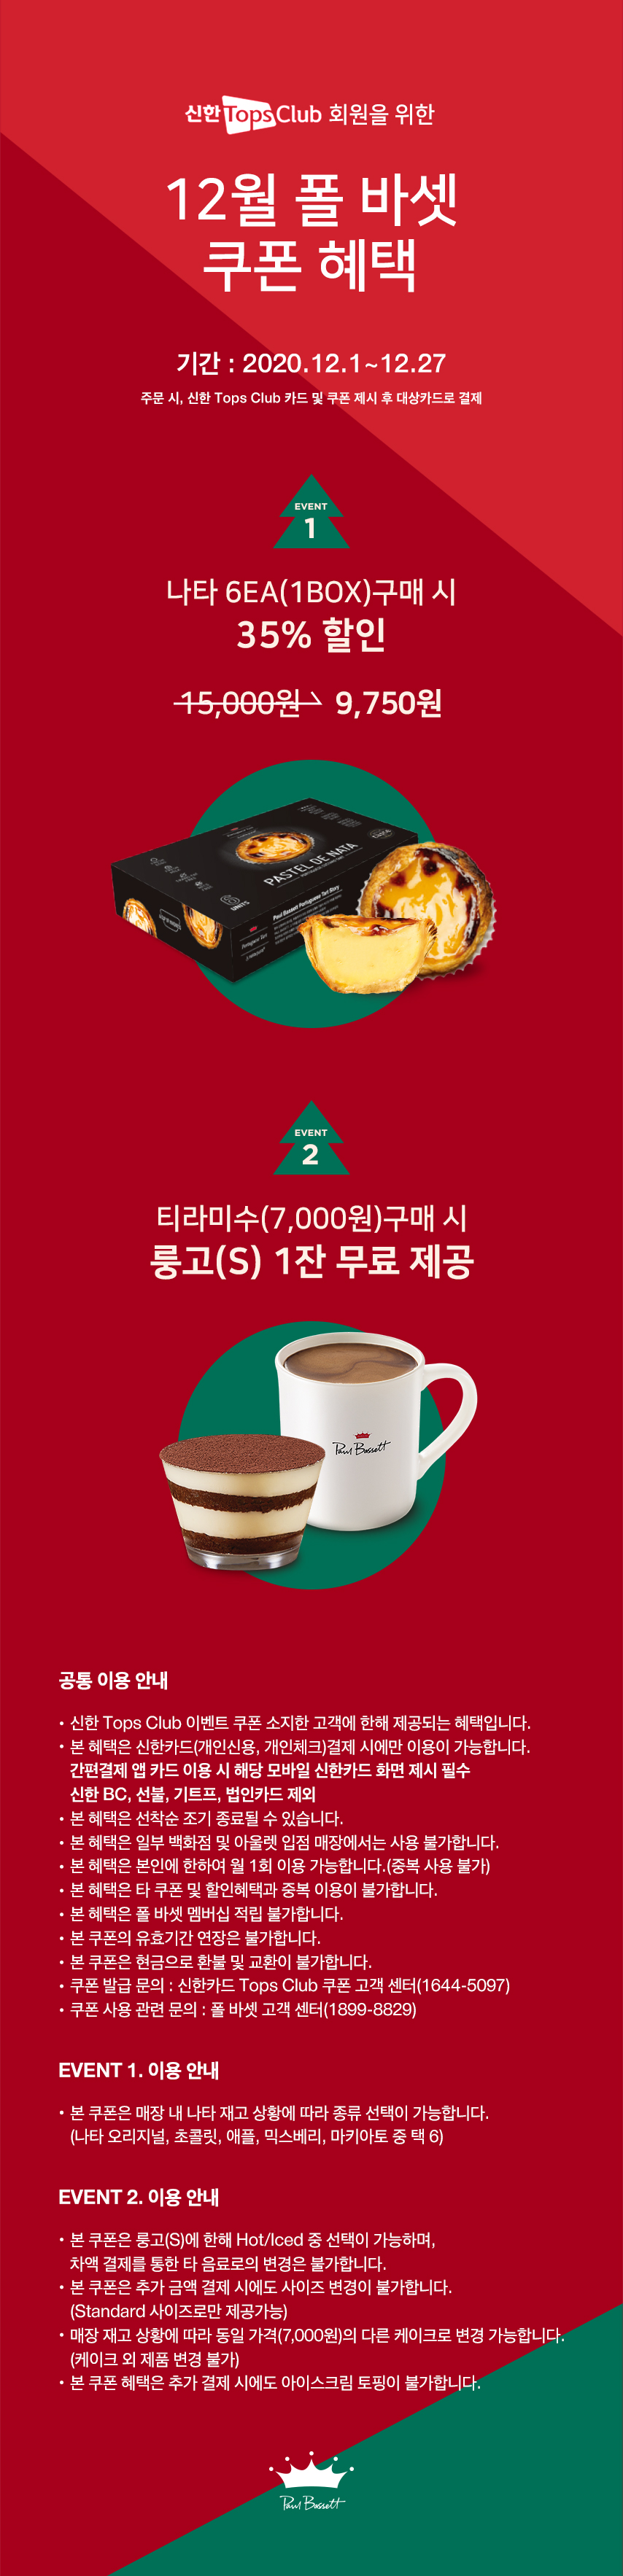 신한 Tops Club 회원을 위한
12월 폴 바셋
쿠폰 혜택
기간 : 2020.12.1~12.27
주문 시, 신한 Tops Club 카드 및 쿠폰 제시 후 대상카드로 결제
EVENT
1
나타 6EA(1BOX)구매 시
35% 할인
15,000원 9,750원
PASTEL DE NATA
6 UNITS
Paul Bassett Portuguese Tart Story
EVENT
2
티라미수(7,000원)구매 시
룽고(S) 1잔 무료 제공
Paul Bassett
공통 이용 안내
• 신한 Tops Club 이벤트 쿠폰 소지한 고객에 한해 제공되는 혜택입니다.
• 본 혜택은 신한카드(개인신용, 개인체크)결제 시에만 이용이 가능합니다.
간편결제 앱 카드 이용 시 해당 모바일 신한카드 화면 제시 필수
신한 BC, 선불, 기트프, 법인카드 제외
• 본 혜택은 선착순 조기 종료될 수 있습니다.
• 본 혜택은 일부 백화점 및 아울렛 입점 매장에서는 사용 불가합니다.
• 본 혜택은 본인에 한하여 월 1회 이용 가능합니다.(중복 사용 불가)
• 본 혜택은 타 쿠폰 및 할인혜택과 중복 이용이 불가합니다.
• 본 혜택은 폴 바셋 멤버십 적립 불가합니다.
• 본 쿠폰의 유효기간 연장은 불가합니다.
• 본 쿠폰은 현금으로 환불 및 교환이 불가합니다.
• 쿠폰 발급 문의 : 신한카드 Tops Club 쿠폰 고객 센터(1644-5097)
• 쿠폰 사용 관련 문의 : 폴 바셋 고객 센터(1899-8829)
EVENT 1. 이용 안내
• 본 쿠폰은 매장 내 나타 재고 상황에 따라 종류 선택이 가능합니다.
(나타 오리지널, 초콜릿, 애플, 믹스베리, 마키아토 중 택 6)
EVENT 2. 이용 안내
• 본 쿠폰은 룽고(S)에 한해 Hot/Iced 중 선택이 가능하며,
차액 결제를 통한 타 음료로의 변경은 불가합니다.
• 본 쿠폰은 추가 금액 결제 시에도 사이즈 변경이 불가합니다.
(Standard 사이즈로만 제공가능)
• 매장 재고 상황에 따라 동일 가격(7,000원)의 다른 케이크로 변경 가능합니다.
(케이크 외 제품 변경 불가)
• 본 쿠폰 혜택은 추가 결제 시에도 아이스크림 토핑이 불가합니다.
Paul Bassett